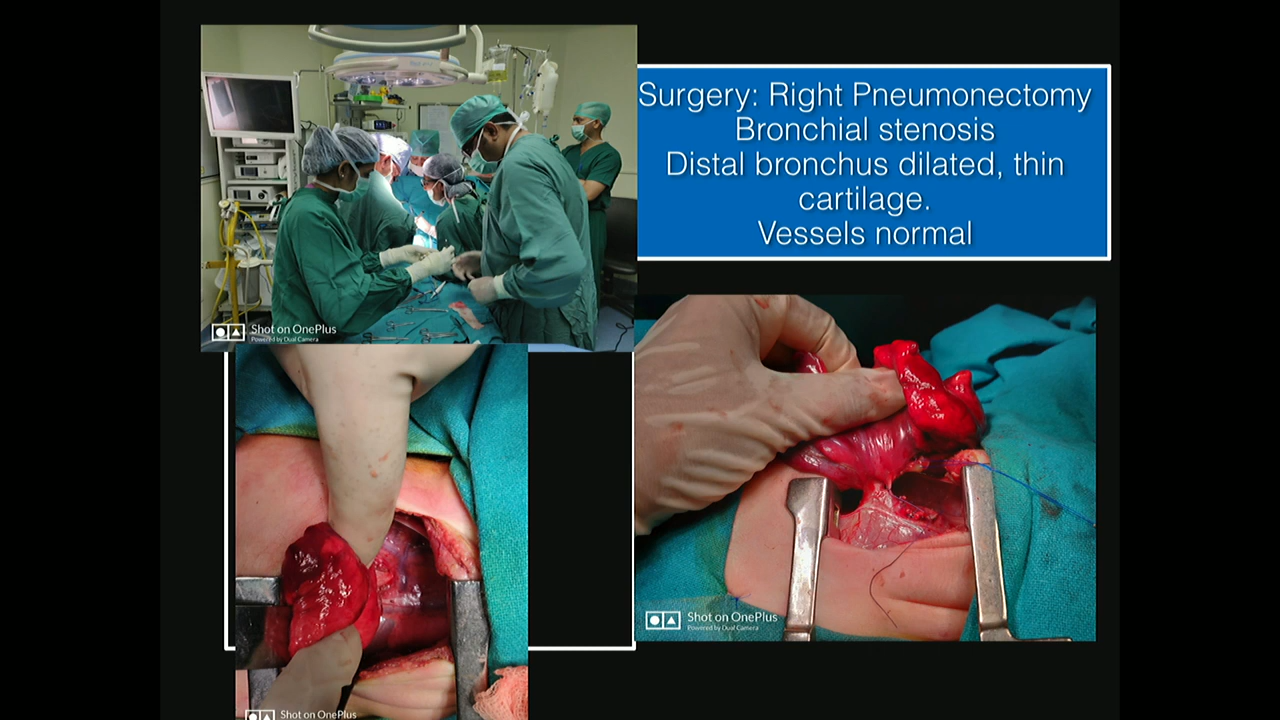 Surgery: Right Pneumonectomy
Bronchial stenosis
Distal bronchus dilated, thin
cartilage.
Vessels normal
Shot on OnePlus
Powered by Dual Camera
Shot on OnePlus
Powered by Dual Camera
Shot on OnePlus